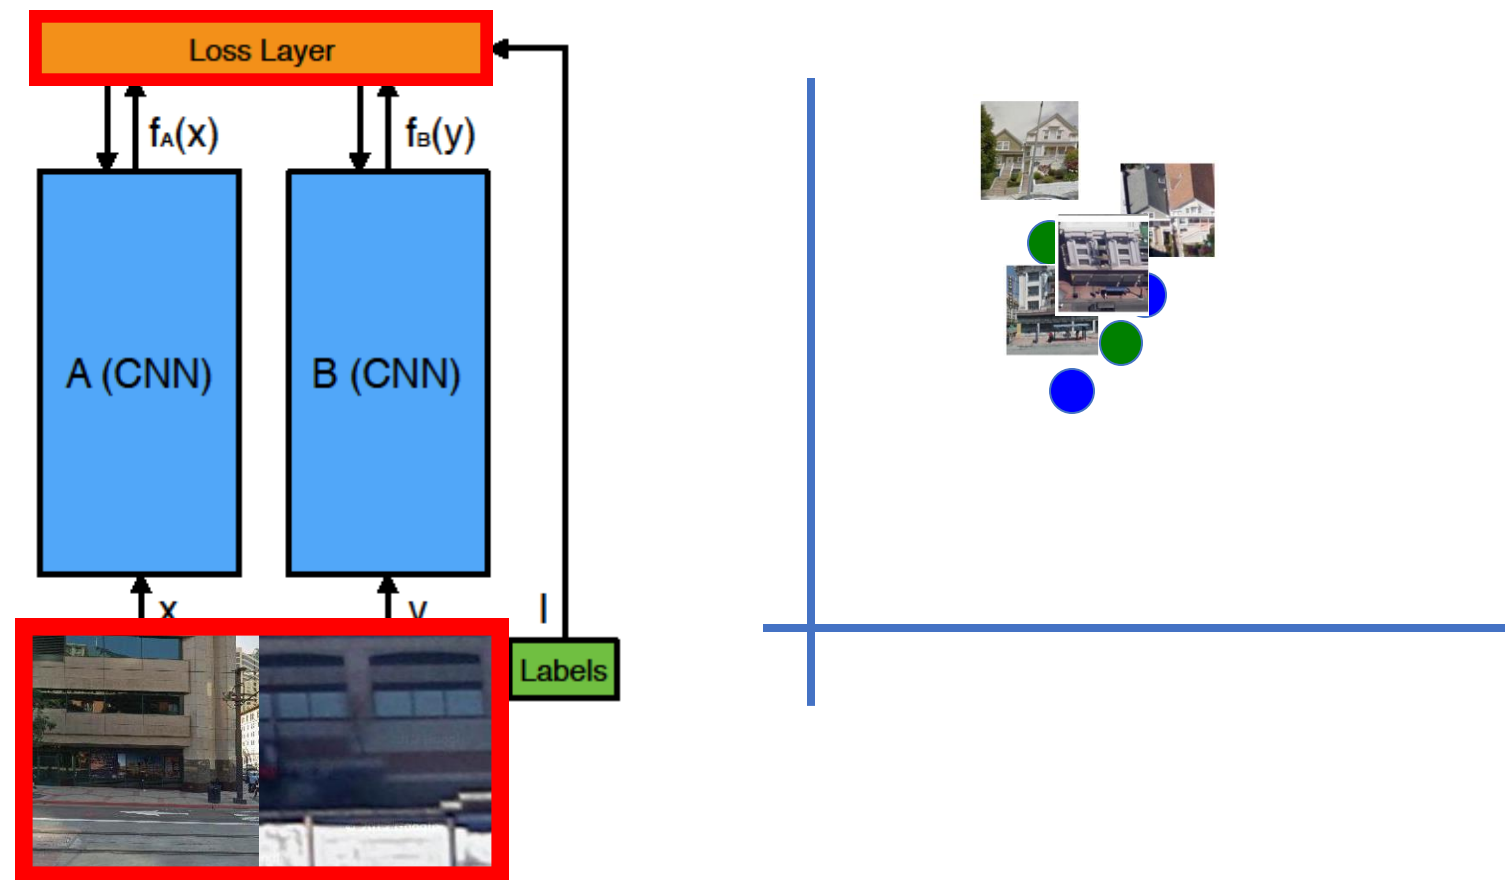 Loss Layer
fA(x)
fB(y)
A (CNN)
B (CNN)
x
y
l
Labels